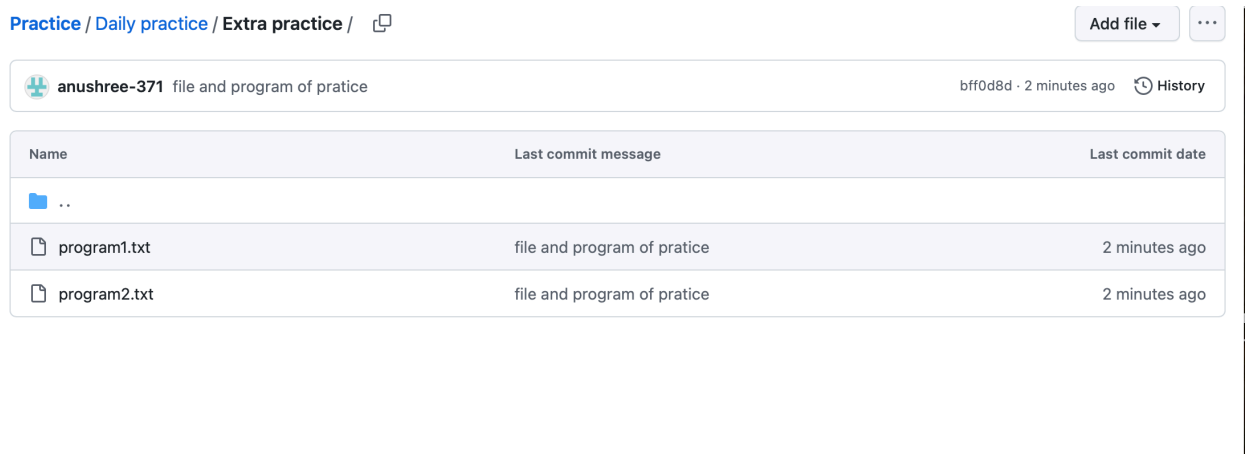 Practice / Daily practice / Extra practice /
Add file
...
anushree-371 file and program of pratice
bff0d8d · 2 minutes ago
History
Name Last commit message Last commit date
..
program1.txt file and program of pratice 2 minutes ago
program2.txt file and program of pratice 2 minutes ago